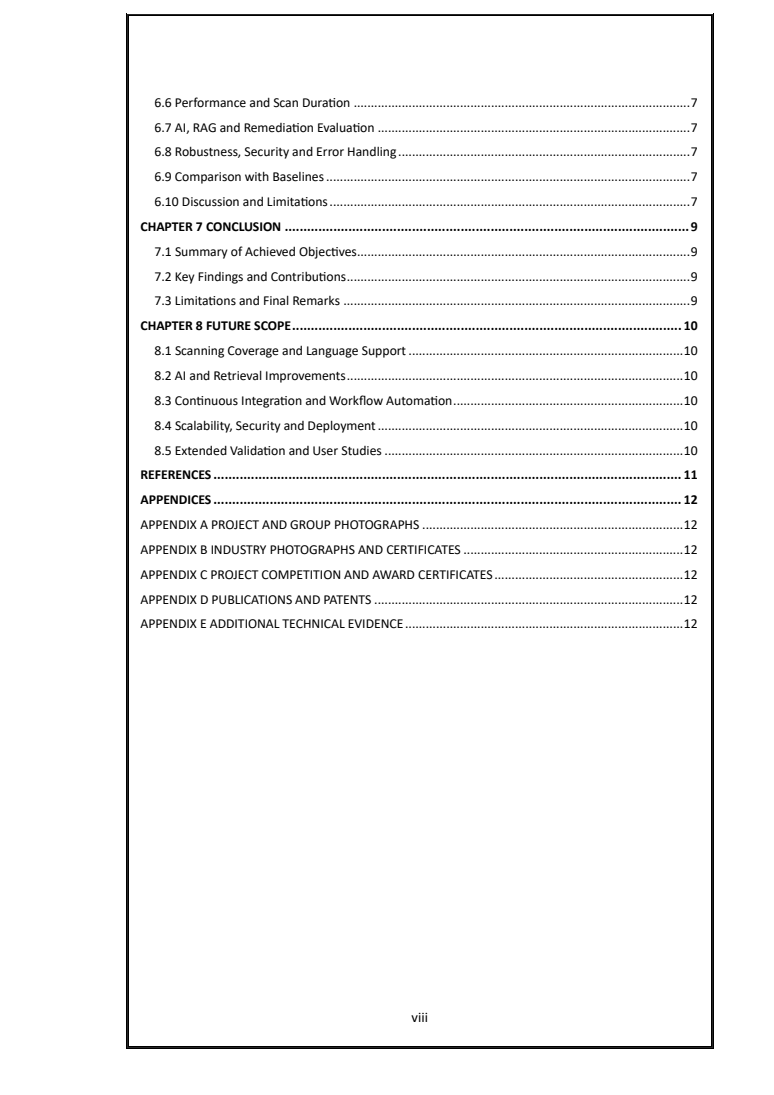 6.6 Performance and Scan Duration ........................................................................................................ 7
6.7 AI, RAG and Remediation Evaluation ................................................................................................ 7
6.8 Robustness, Security and Error Handling .......................................................................................... 7
6.9 Comparison with Baselines ............................................................................................................... 7
6.10 Discussion and Limitations .............................................................................................................. 7
CHAPTER 7 CONCLUSION .................................................................................................. 9
7.1 Summary of Achieved Objectives ...................................................................................................... 9
7.2 Key Findings and Contributions ......................................................................................................... 9
7.3 Limitations and Final Remarks .......................................................................................................... 9
CHAPTER 8 FUTURE SCOPE ............................................................................................... 10
8.1 Scanning Coverage and Language Support ..................................................................................... 10
8.2 AI and Retrieval Improvements ....................................................................................................... 10
8.3 Continuous Integration and Workflow Automation ........................................................................ 10
8.4 Scalability, Security and Deployment .............................................................................................. 10
8.5 Extended Validation and User Studies ............................................................................................ 10
REFERENCES .................................................................................................................. 11
APPENDICES .................................................................................................................. 12
APPENDIX A PROJECT AND GROUP PHOTOGRAPHS .......................................................................... 12
APPENDIX B INDUSTRY PHOTOGRAPHS AND CERTIFICATES ............................................................... 12
APPENDIX C PROJECT COMPETITION AND AWARD CERTIFICATES ...................................................... 12
APPENDIX D PUBLICATIONS AND PATENTS ........................................................................................ 12
APPENDIX E ADDITIONAL TECHNICAL EVIDENCE ................................................................................ 12
viii